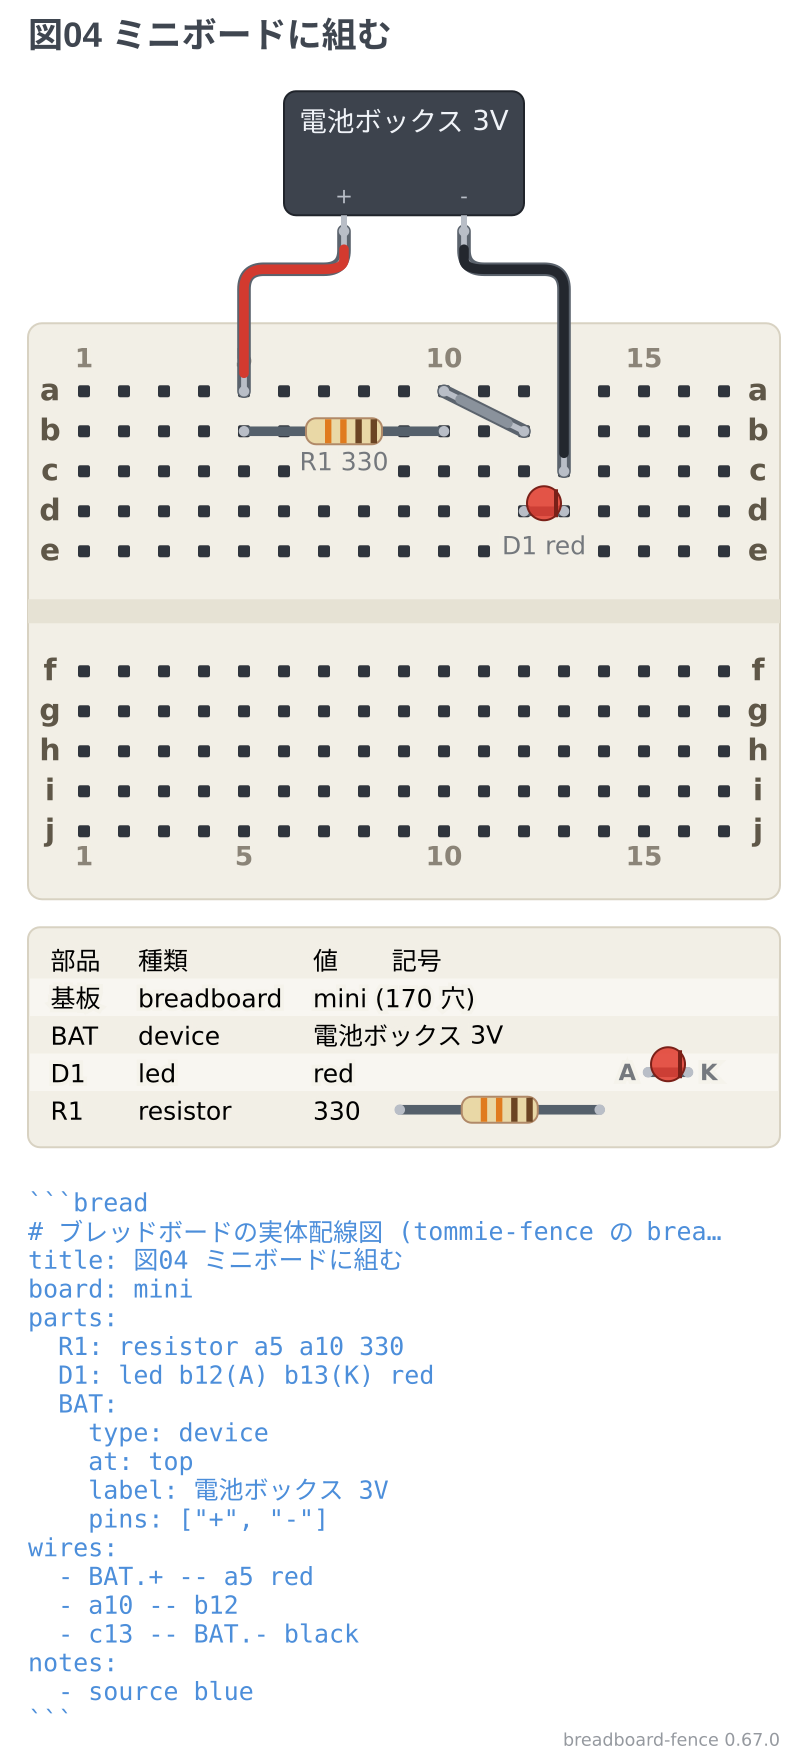 図04 ミニボードに組む
電池ボックス 3V
+ -
1 10 15
a a
b b
R1 330
c c
d d
D1 red
e e
f f
g g
h h
i i
j j
1 5 10 15
部品 種類 値 記号
基板 breadboard mini (170 穴)
BAT device 電池ボックス 3V
D1 led red A K
R1 resistor 330
```bread
# ブレッドボードの実体配線図 (tommie-fence の brea…
title: 図04 ミニボードに組む
board: mini
parts:
  R1: resistor a5 a10 330
  D1: led b12(A) b13(K) red
  BAT:
    type: device
    at: top
    label: 電池ボックス 3V
    pins: ["+", "-"]
wires:
  - BAT.+ -- a5 red
  - a10 -- b12
  - c13 -- BAT.- black
notes:
  - source blue
```
breadboard-fence 0.67.0